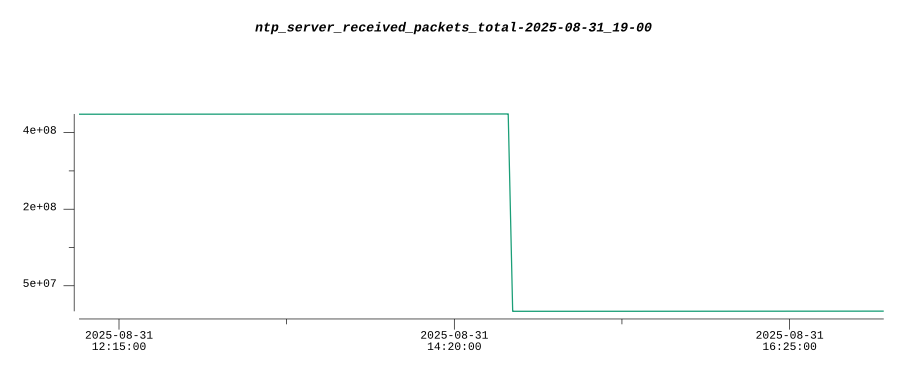 ntp_server_received_packets_total-2025-08-31_19-00
4e+08
2e+08
5e+07
2025-08-31
12:15:00
2025-08-31
14:20:00
2025-08-31
16:25:00